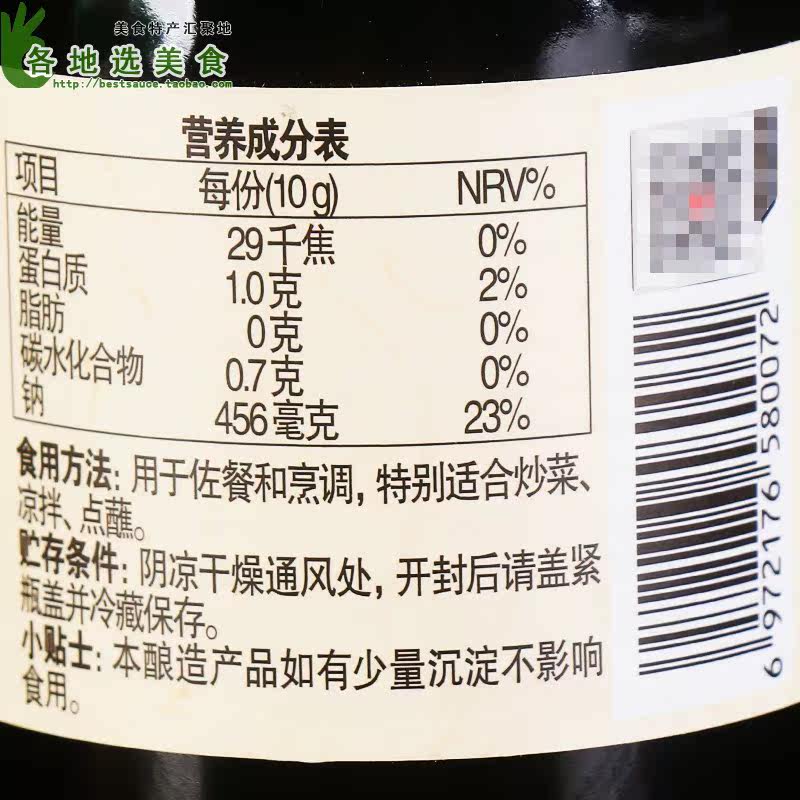 美食特产汇聚地
各地选美食
http://bestsauce.taobao.com
营养成分表
项目 每份(10g) NRV%
能量 29千焦 0%
蛋白质 1.0克 2%
脂肪 0克 0%
碳水化合物 0.7克 0%
钠 456毫克 23%
食用方法：用于佐餐和烹调，特别适合炒菜、
凉拌、点蘸。
贮存条件：阴凉干燥通风处，开封后请盖紧
瓶盖并冷藏保存。
小贴士：本酿造产品如有少量沉淀不影响
食用。
6 972176 580072